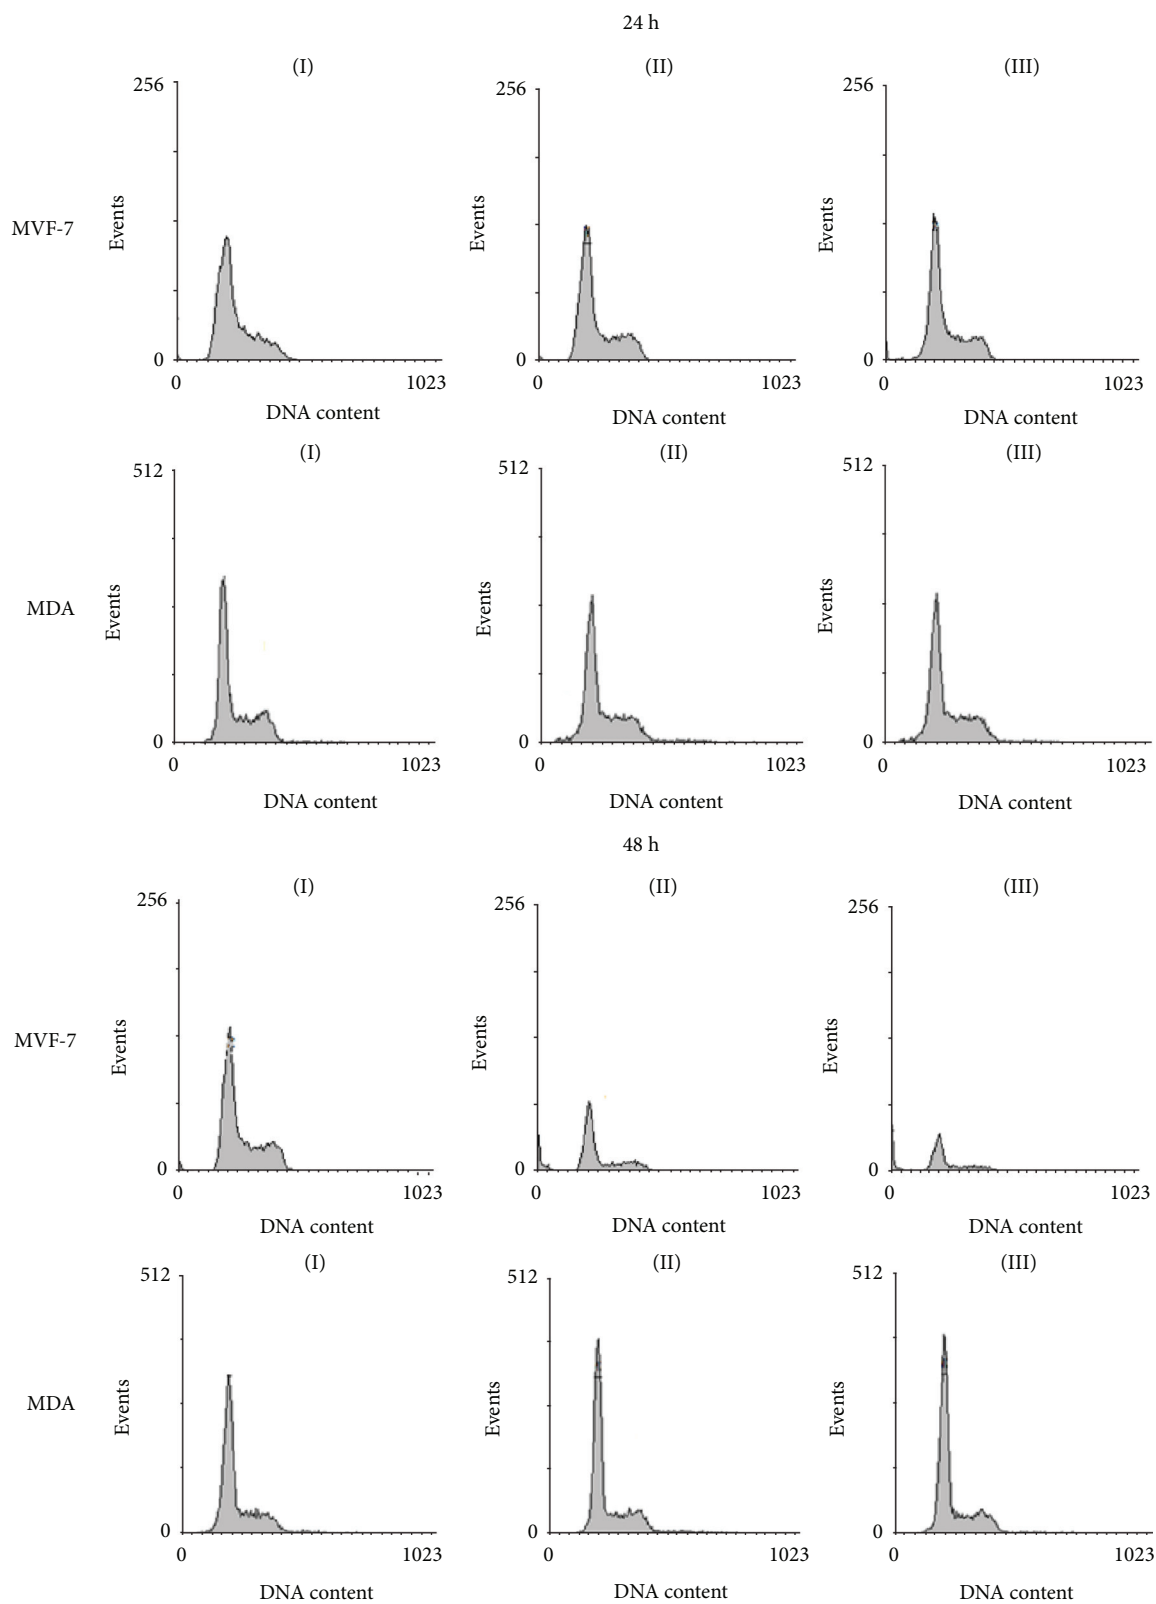 24 h
(I) (II) (III)
256 256 256
MVF-7 Events Events Events
0 0 0
0 1023 0 1023 0 1023
DNA content DNA content DNA content
(I) (II) (III)
512 512 512
MDA Events Events Events
0 0 0
0 1023 0 1023 0 1023
DNA content DNA content DNA content
48 h
(I) (II) (III)
256 256 256
MVF-7 Events Events Events
0 0 0
0 1023 0 1023 0 1023
DNA content DNA content DNA content
(I) (II) (III)
512 512 512
MDA Events Events Events
0 0 0
0 1023 0 1023 0 1023
DNA content DNA content DNA content